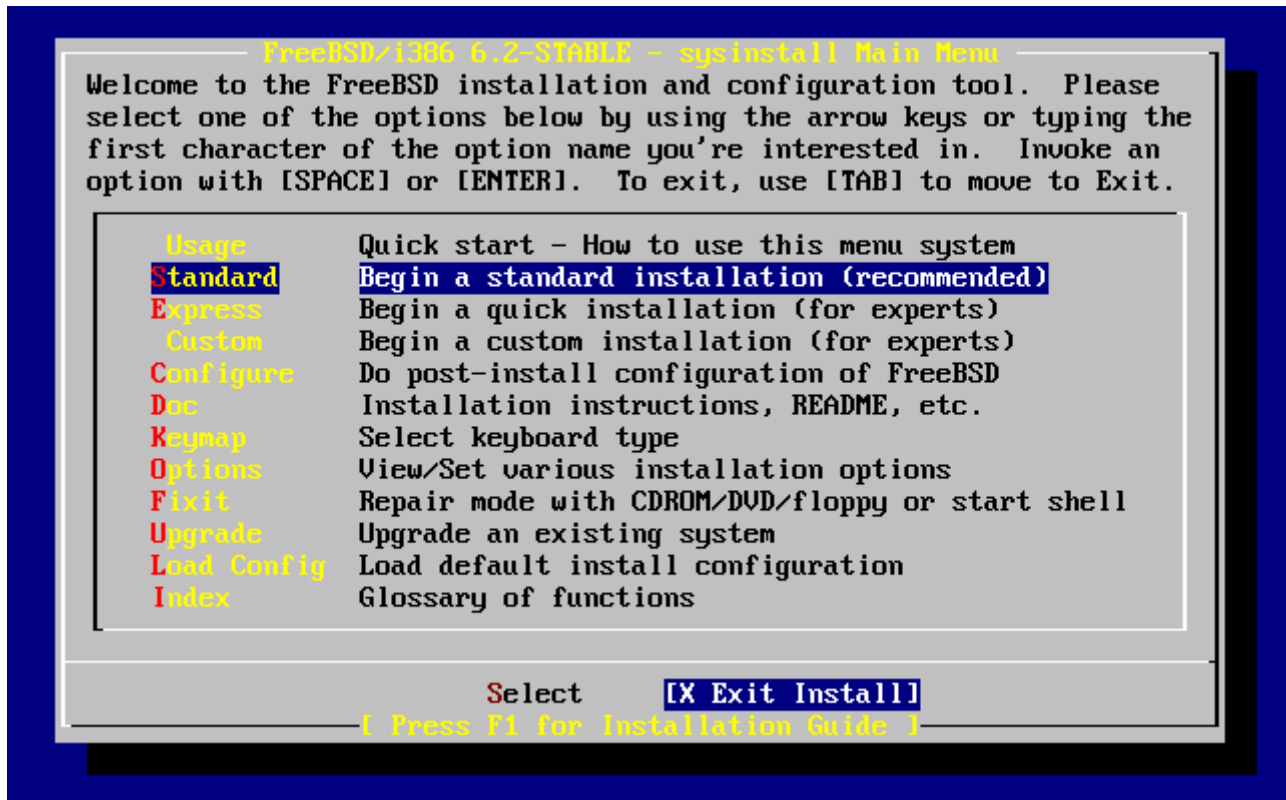 FreeBSD/i386 6.2-STABLE - sysinstall Main Menu
Welcome to the FreeBSD installation and configuration tool.  Please
select one of the options below by using the arrow keys or typing the
first character of the option name you're interested in.  Invoke an
option with [SPACE] or [ENTER].  To exit, use [TAB] to move to Exit.
Usage Quick start - How to use this menu system
Standard Begin a standard installation (recommended)
Express Begin a quick installation (for experts)
Custom Begin a custom installation (for experts)
Configure Do post-install configuration of FreeBSD
Doc Installation instructions, README, etc.
Keymap Select keyboard type
Options View/Set various installation options
Fixit Repair mode with CDROM/DVD/floppy or start shell
Upgrade Upgrade an existing system
Load Config Load default install configuration
Index Glossary of functions
Select [X Exit Install]
[ Press F1 for Installation Guide ]